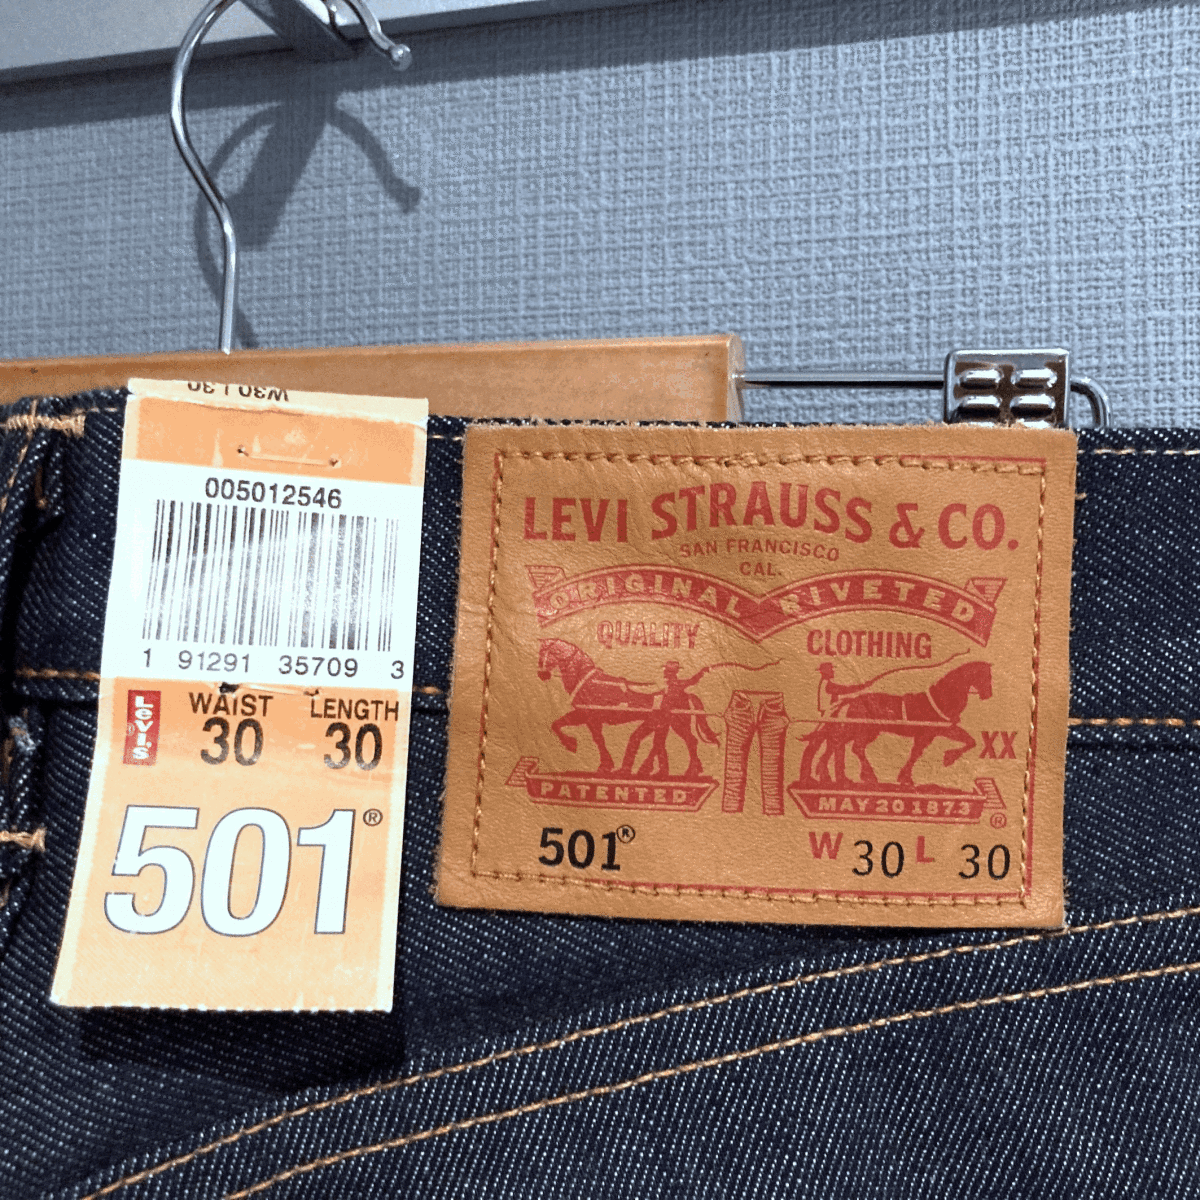 W30 L30
005012546
1 91291 35709 3
Levi's
®
WAIST LENGTH
30 30
501®
LEVI STRAUSS & CO.
SAN FRANCISCO
CAL.
ORIGINAL RIVETED
QUALITY CLOTHING
XX
PATENTED MAY 20 1873
®
501® W 30 L 30